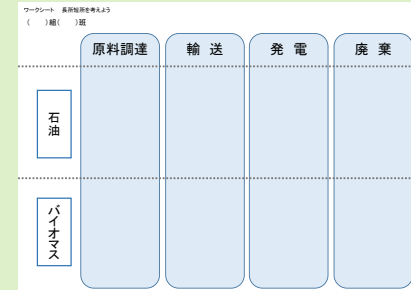 ワークシート 長所短所を考えよう
（　）組（　）班
原料調達 輸送 発電 廃棄
石油
バイオマス